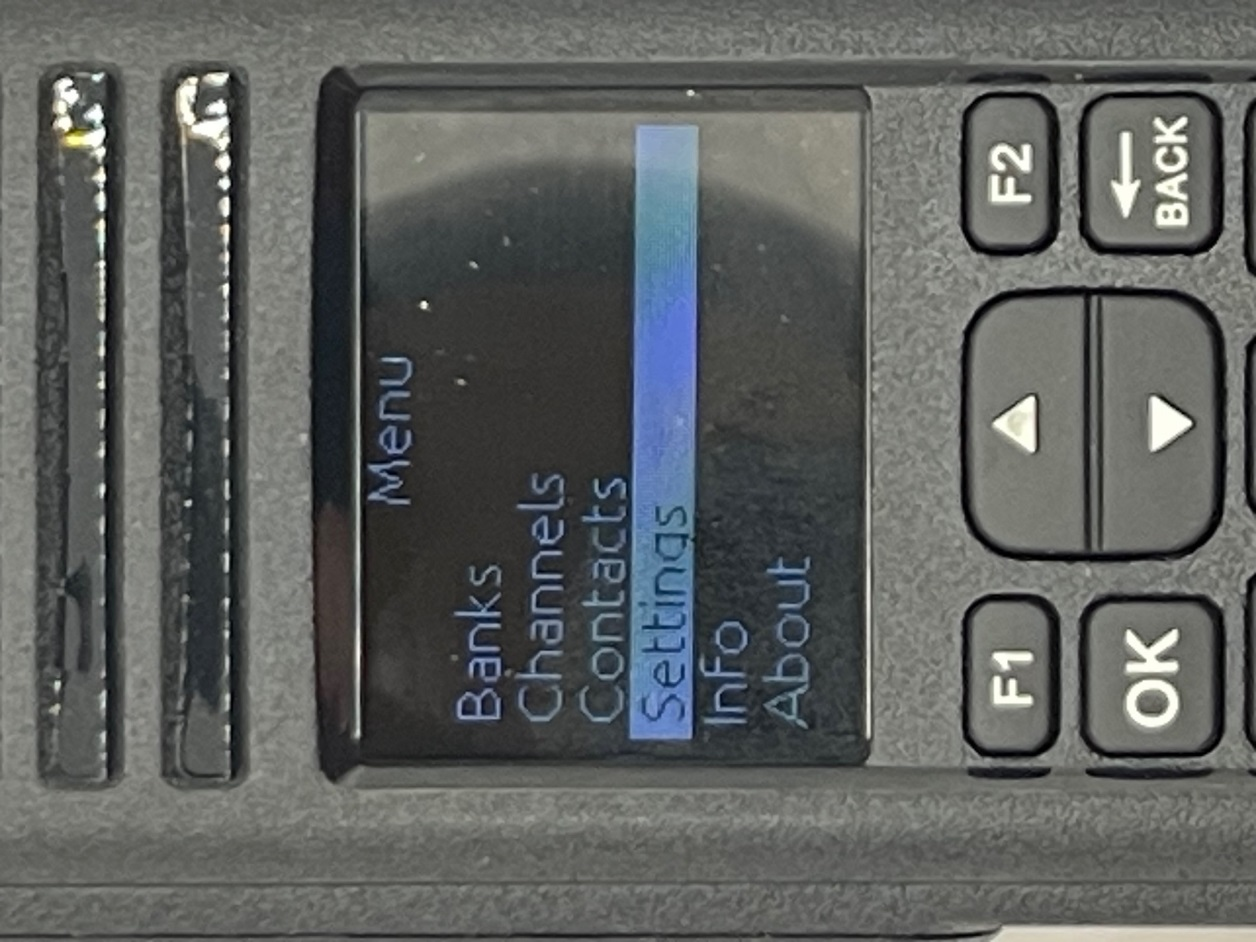 Menu
Banks
Channels
Contacts
Settings
Info
About
F1
F2
OK
BACK